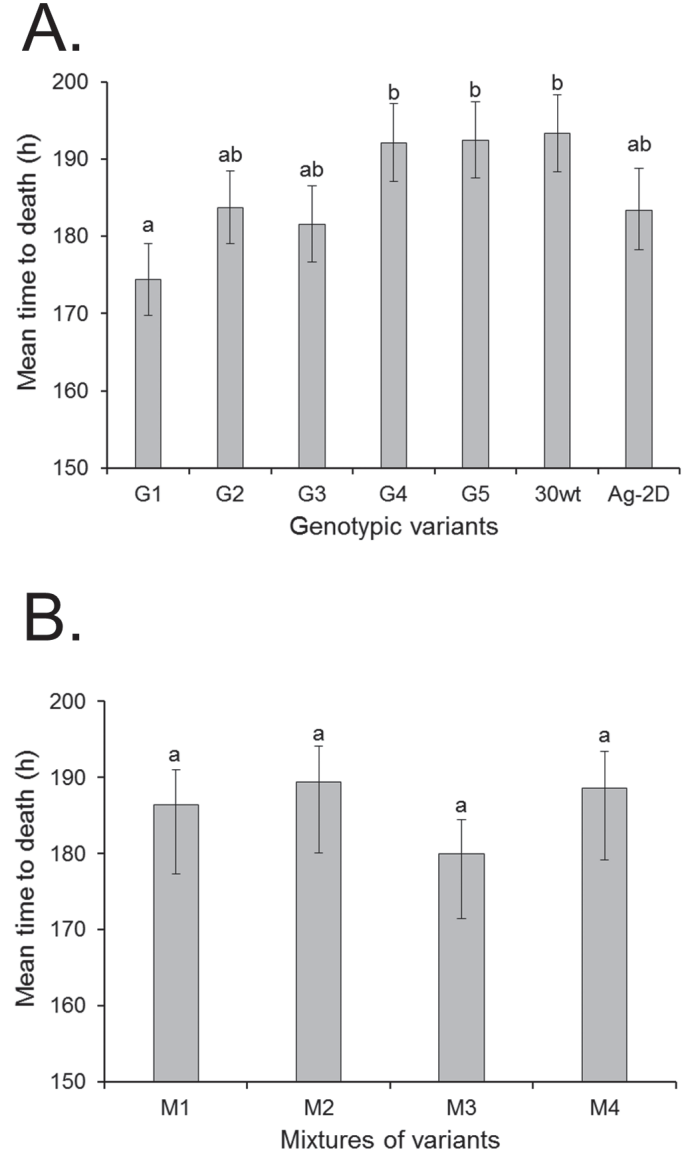 A.
Mean time to death (h)
200
190
180
170
160
150
a
ab
ab
b
b
b
ab
G1 G2 G3 G4 G5 30wt Ag-2D
Genotypic variants
B.
Mean time to death (h)
200
190
180
170
160
150
a
a
a
a
M1 M2 M3 M4
Mixtures of variants